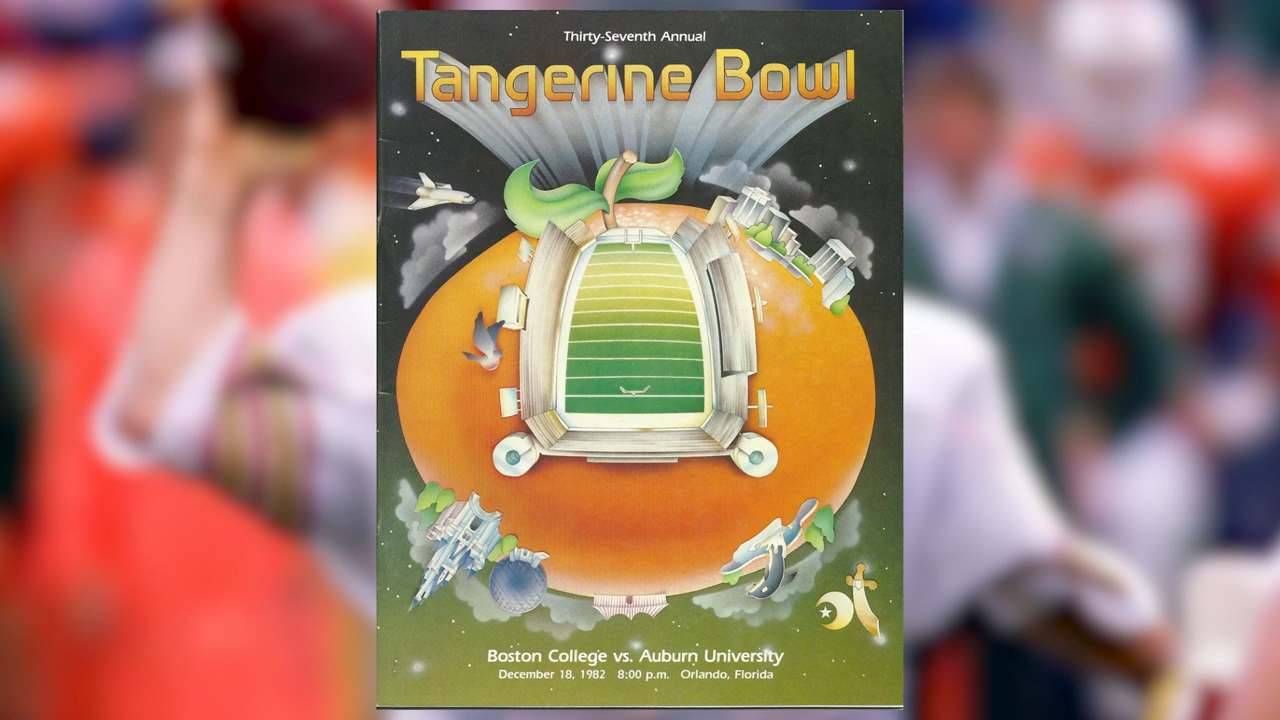 Thirty-Seventh Annual
Tangerine Bowl
Boston College vs. Auburn University
December 18, 1982 8:00 p.m. Orlando, Florida